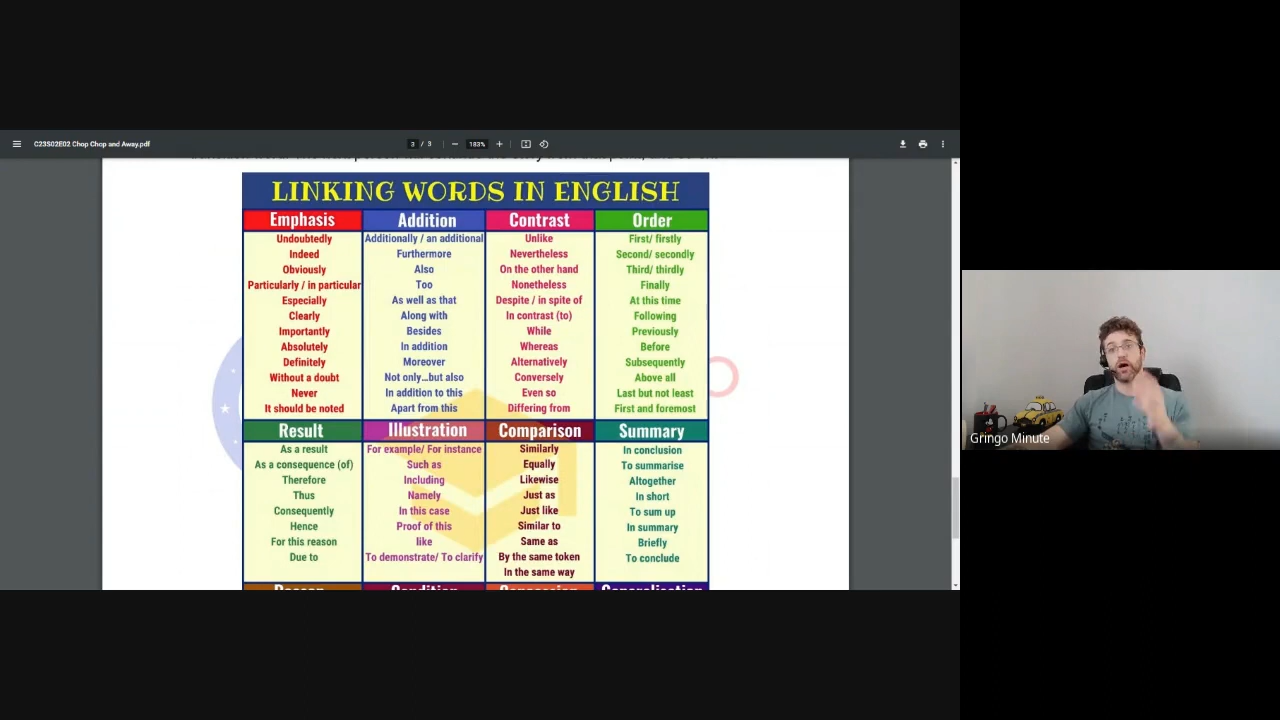 C23S02E02 Chop Chop and Away.pdf
3 / 3
183%
LINKING WORDS IN ENGLISH
Emphasis
Undoubtedly
Indeed
Obviously
Particularly / in particular
Especially
Clearly
Importantly
Absolutely
Definitely
Without a doubt
Never
It should be noted
Addition
Additionally / an additional
Furthermore
Also
Too
As well as that
Along with
Besides
In addition
Moreover
Not only...but also
In addition to this
Apart from this
Contrast
Unlike
Nevertheless
On the other hand
Nonetheless
Despite / in spite of
In contrast (to)
While
Whereas
Alternatively
Conversely
Even so
Differing from
Order
First/ firstly
Second/ secondly
Third/ thirdly
Finally
At this time
Following
Previously
Before
Subsequently
Above all
Last but not least
First and foremost
Result
As a result
As a consequence (of)
Therefore
Thus
Consequently
Hence
For this reason
Due to
Illustration
For example/ For instance
Such as
Including
Namely
In this case
Proof of this
like
To demonstrate/ To clarify
Comparison
Similarly
Equally
Likewise
Just as
Just like
Similar to
Same as
By the same token
In the same way
Summary
In conclusion
To summarise
Altogether
In short
To sum up
In summary
Briefly
To conclude
Gringo Minute